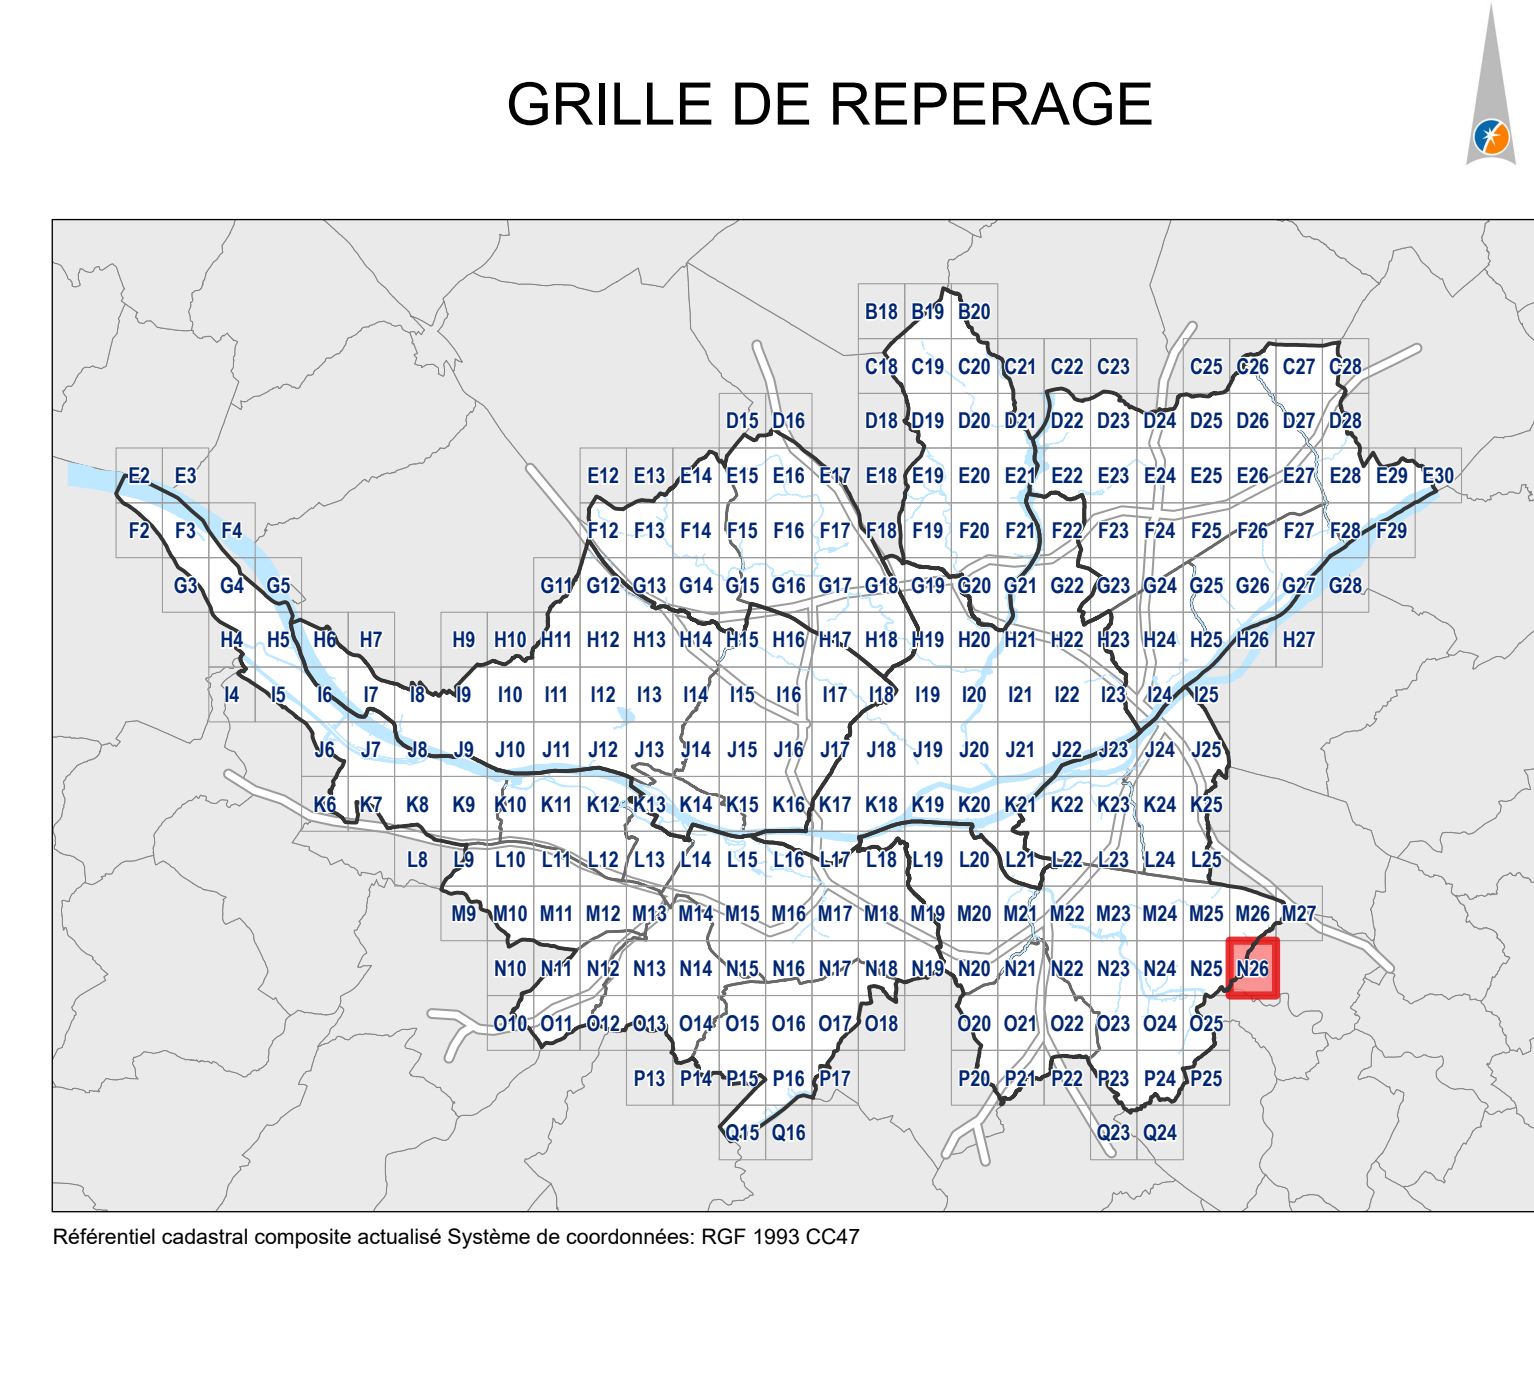 GRILLE DE REPERAGE
B18 B19 B20
C18 C19 C20 C21 C22 C23 C25 C26 C27 C28
D15 D16 D18 D19 D20 D21 D22 D23 D24 D25 D26 D27 D28
E2 E3 E12 E13 E14 E15 E16 E17 E18 E19 E20 E21 E22 E23 E24 E25 E26 E27 E28 E29 E30
F2 F3 F4 F12 F13 F14 F15 F16 F17 F18 F19 F20 F21 F22 F23 F24 F25 F26 F27 F28 F29
G3 G4 G5 G11 G12 G13 G14 G15 G16 G17 G18 G19 G20 G21 G22 G23 G24 G25 G26 G27 G28
H4 H5 H6 H7 H9 H10 H11 H12 H13 H14 H15 H16 H17 H18 H19 H20 H21 H22 H23 H24 H25 H26 H27
I4 I5 I6 I7 I8 I9 I10 I11 I12 I13 I14 I15 I16 I17 I18 I19 I20 I21 I22 I23 I24 I25
J6 J7 J8 J9 J10 J11 J12 J13 J14 J15 J16 J17 J18 J19 J20 J21 J22 J23 J24 J25
K6 K7 K8 K9 K10 K11 K12 K13 K14 K15 K16 K17 K18 K19 K20 K21 K22 K23 K24 K25
L8 L9 L10 L11 L12 L13 L14 L15 L16 L17 L18 L19 L20 L21 L22 L23 L24 L25
M9 M10 M11 M12 M13 M14 M15 M16 M17 M18 M19 M20 M21 M22 M23 M24 M25 M26 M27
N10 N11 N12 N13 N14 N15 N16 N17 N18 N19 N20 N21 N22 N23 N24 N25 N26
O10 O11 O12 O13 O14 O15 O16 O17 O18 O20 O21 O22 O23 O24 O25
P13 P14 P15 P16 P17 P20 P21 P22 P23 P24 P25
Q15 Q16 Q23 Q24
Référentiel cadastral composite actualisé Système de coordonnées: RGF 1993 CC47